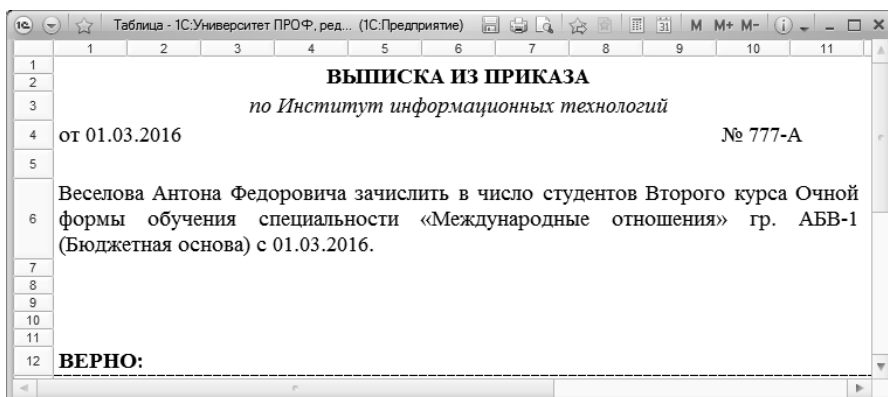 1С Таблица - 1С:Университет ПРОФ, ред... (1С:Предприятие) 31 M M+ M- i
1 2 3 4 5 6 7 8 9 10 11
1
2 ВЫПИСКА ИЗ ПРИКАЗА
3 по Институт информационных технологий
4 от 01.03.2016 № 777-А
5
Веселова Антона Федоровича зачислить в число студентов Второго курса Очной
6 формы обучения специальности «Международные отношения» гр. АБВ-1
(Бюджетная основа) с 01.03.2016.
7
8
9
10
11
12 ВЕРНО: